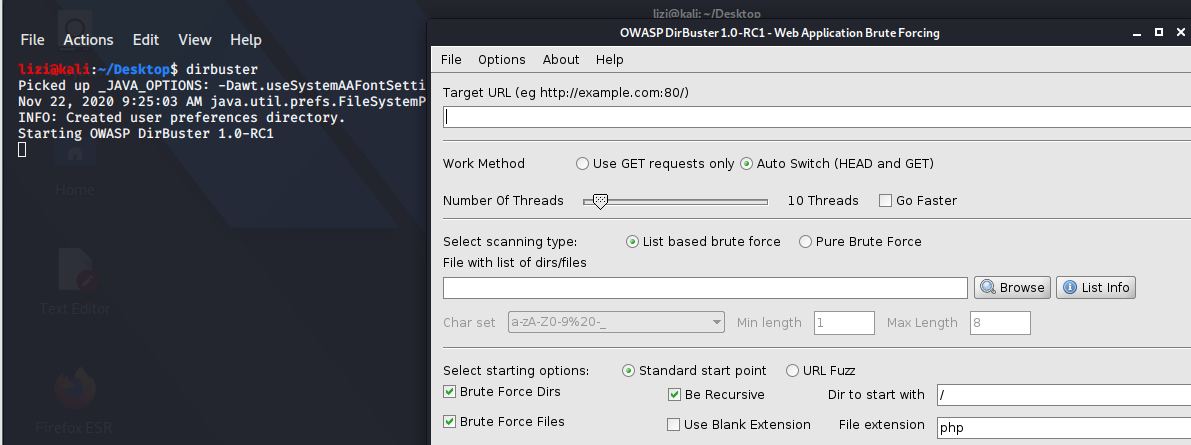 lizi@kali: ~/Desktop
File Actions Edit View Help
lizi@kali:~/Desktop$ dirbuster
Picked up _JAVA_OPTIONS: -Dawt.useSystemAAFontSetti
Nov 22, 2020 9:25:03 AM java.util.prefs.FileSystemP
INFO: Created user preferences directory.
Starting OWASP DirBuster 1.0-RC1
Home
Text Editor
Firefox ESR
OWASP DirBuster 1.0-RC1 - Web Application Brute Forcing
File Options About Help
Target URL (eg http://example.com:80/)
Work Method Use GET requests only Auto Switch (HEAD and GET)
Number Of Threads 10 Threads Go Faster
Select scanning type: List based brute force Pure Brute Force
File with list of dirs/files
Browse List Info
Char set a-zA-Z0-9%20-_ Min length 1 Max Length 8
Select starting options: Standard start point URL Fuzz
Brute Force Dirs Be Recursive Dir to start with /
Brute Force Files Use Blank Extension File extension php